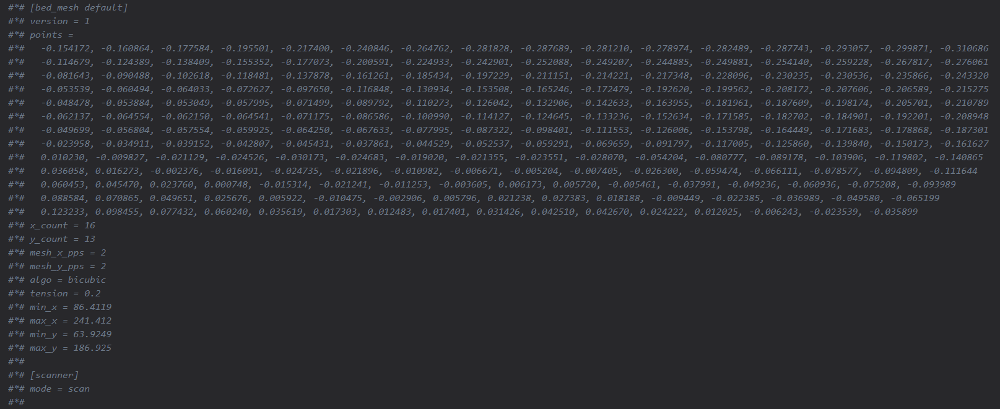 #*# [bed_mesh default]
#*# version = 1
#*# points =
#*#   -0.154172, -0.160864, -0.177584, -0.195501, -0.217400, -0.240846, -0.264762, -0.281828, -0.287689, -0.281210, -0.278974, -0.282489, -0.287743, -0.293057, -0.299871, -0.310686
#*#   -0.114679, -0.124389, -0.138409, -0.155352, -0.177073, -0.200591, -0.224933, -0.242901, -0.252088, -0.249207, -0.244885, -0.249881, -0.254140, -0.259228, -0.267817, -0.276061
#*#   -0.081643, -0.090488, -0.102618, -0.118481, -0.137878, -0.161261, -0.185434, -0.197229, -0.211151, -0.214221, -0.217348, -0.228096, -0.230235, -0.230536, -0.235866, -0.243320
#*#   -0.053539, -0.060494, -0.064033, -0.072627, -0.097650, -0.116848, -0.130934, -0.153508, -0.165246, -0.172479, -0.192620, -0.199562, -0.208172, -0.207606, -0.206589, -0.215275
#*#   -0.048478, -0.053884, -0.053049, -0.057995, -0.071499, -0.089792, -0.110273, -0.126042, -0.132906, -0.142633, -0.163955, -0.181961, -0.187609, -0.198174, -0.205701, -0.210789
#*#   -0.062137, -0.064554, -0.062150, -0.064541, -0.071175, -0.086586, -0.100990, -0.114127, -0.124645, -0.133236, -0.152634, -0.171585, -0.182702, -0.184901, -0.192201, -0.208948
#*#   -0.049699, -0.056804, -0.057554, -0.059925, -0.064250, -0.067633, -0.077995, -0.087322, -0.098401, -0.111553, -0.126006, -0.153798, -0.164449, -0.171683, -0.178868, -0.187301
#*#   -0.023958, -0.034911, -0.039152, -0.042807, -0.045431, -0.037861, -0.044529, -0.052537, -0.059291, -0.069659, -0.091797, -0.117005, -0.125860, -0.139840, -0.150173, -0.161627
#*#   0.010230, -0.009827, -0.021129, -0.024526, -0.030173, -0.024683, -0.019020, -0.021355, -0.023551, -0.028070, -0.054204, -0.080777, -0.089178, -0.103906, -0.119802, -0.140865
#*#   0.036058, 0.016273, -0.002376, -0.016091, -0.024735, -0.021896, -0.010982, -0.006671, -0.005204, -0.007405, -0.026300, -0.059474, -0.066111, -0.078577, -0.094809, -0.111644
#*#   0.060453, 0.045470, 0.023760, 0.000748, -0.015314, -0.021241, -0.011253, -0.003605, 0.006173, 0.005720, -0.005461, -0.037991, -0.049236, -0.060936, -0.075208, -0.093989
#*#   0.088584, 0.070865, 0.049651, 0.025676, 0.005922, -0.010475, -0.002906, 0.005796, 0.021238, 0.027383, 0.018188, -0.009449, -0.022385, -0.036989, -0.049580, -0.065199
#*#   0.123233, 0.098455, 0.077432, 0.060240, 0.035619, 0.017303, 0.012483, 0.017401, 0.031426, 0.042510, 0.042670, 0.024222, 0.012025, -0.006243, -0.023539, -0.035899
#*# x_count = 16
#*# y_count = 13
#*# mesh_x_pps = 2
#*# mesh_y_pps = 2
#*# algo = bicubic
#*# tension = 0.2
#*# min_x = 86.4119
#*# max_x = 241.412
#*# min_y = 63.9249
#*# max_y = 186.925
#*#
#*# [scanner]
#*# mode = scan
#*#